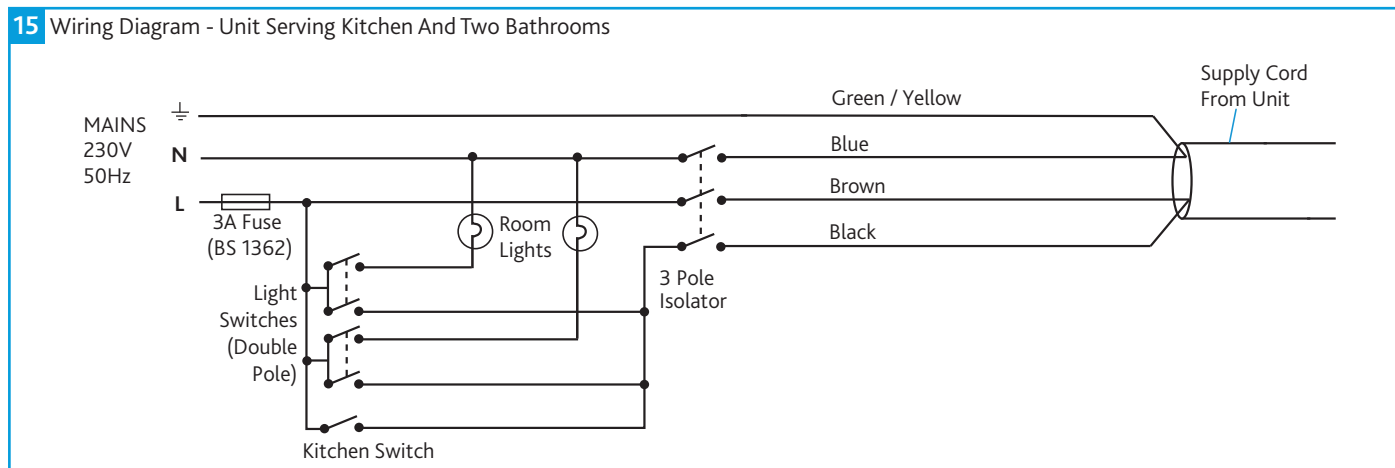 15 Wiring Diagram - Unit Serving Kitchen And Two Bathrooms
Supply Cord
From Unit
Green / Yellow
MAINS
230V
50Hz
N
Blue
L
Brown
3A Fuse
(BS 1362)
Room
Lights
Black
3 Pole
Isolator
Light
Switches
(Double
Pole)
Kitchen Switch